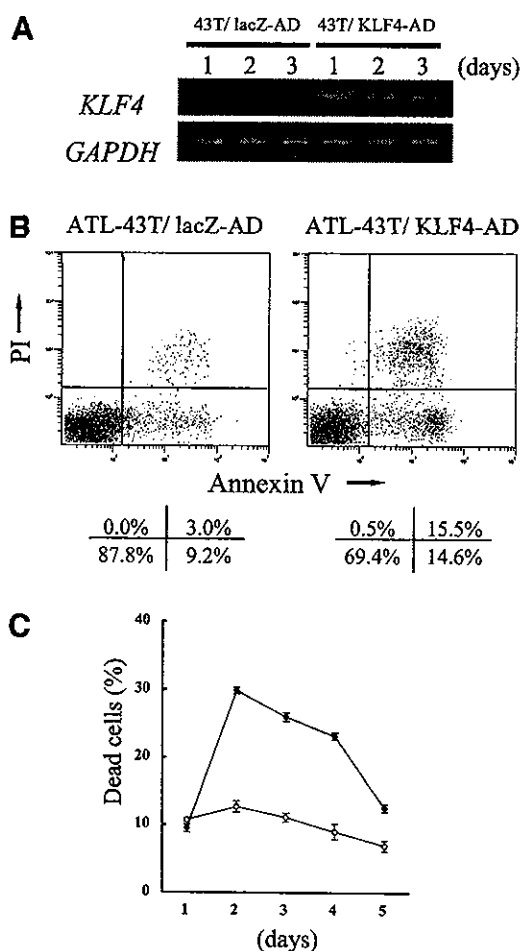 A
43T/ lacZ-AD 43T/ KLF4-AD
1 2 3 1 2 3 (days)
KLF4
GAPDH
B
ATL-43T/ lacZ-AD ATL-43T/ KLF4-AD
PI
Annexin V
0.0% 3.0% 0.5% 15.5%
87.8% 9.2% 69.4% 14.6%
C
40
30
20
10
0
Dead cells (%)
1 2 3 4 5
(days)